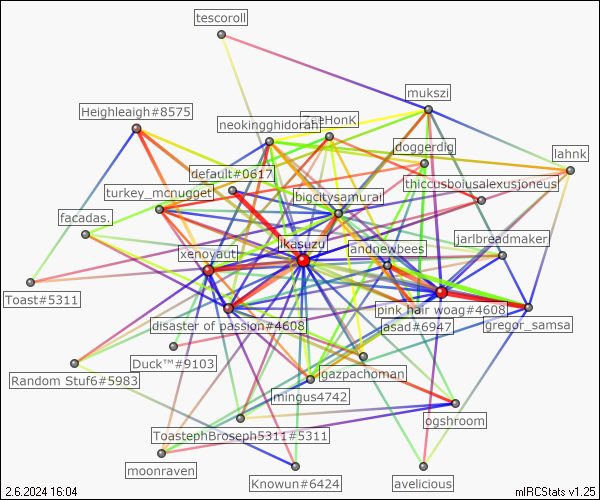 tescoroll
mukszi
Heighleaigh#8575
neokingghidorah
ZeeHonK
doggerdig
lahnk
default#0617
thiccusboiusalexusjoneus
turkey_mcnugget
bigcitysamurai
facadas.
jarlbreadmaker
ikasuzu
xenoyaut
andnewbees
Toast#5311
pink hair woag#4608
disaster of passion#4608
asad#6947
gregor_samsa
Duck™#9103
Random Stuf6#5983
gazpachoman
mingus4742
ogshroom
ToastephBroseph5311#5311
moonraven
Knowun#6424
avelicious
2.6.2024 16:04
mIRCStats v1.25